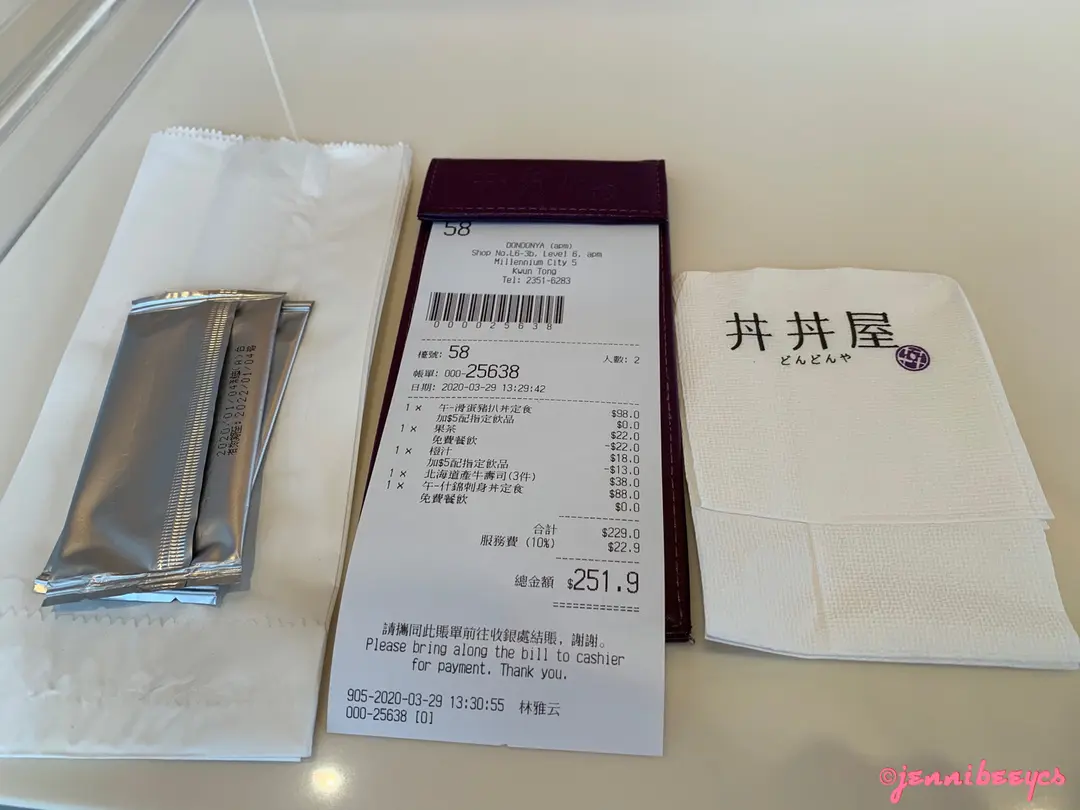 58
DONDONYA (apm)
Shop No.L6-3b, Level 6, apm
Millennium City 5
Kwun Tong
Tel: 2351-6283
000025638
檯號: 58 人數: 2
帳單: 000-25638
日期: 2020-03-29 13:29:42
1 × 午-滑蛋豬扒丼定食 $98.0
加$5配指定飲品 $0.0
1 × 果茶 $22.0
免費餐飲 -$22.0
1 × 橙汁 $18.0
加$5配指定飲品 -$13.0
1 × 北海道產牛壽司(3件) $38.0
1 × 午-什錦刺身丼定食 $88.0
免費餐飲 $0.0
合計 $229.0
服務費 (10%) $22.9
總金額 $251.9
請攜同此賬單前往收銀處結賬, 謝謝。
Please bring along the bill to cashier
for payment. Thank you.
905-2020-03-29 13:30:55 林雅云
000-25638 [0]
丼丼屋
どんどんや
2020/01/04
2022/01/04
©jennibeeycs